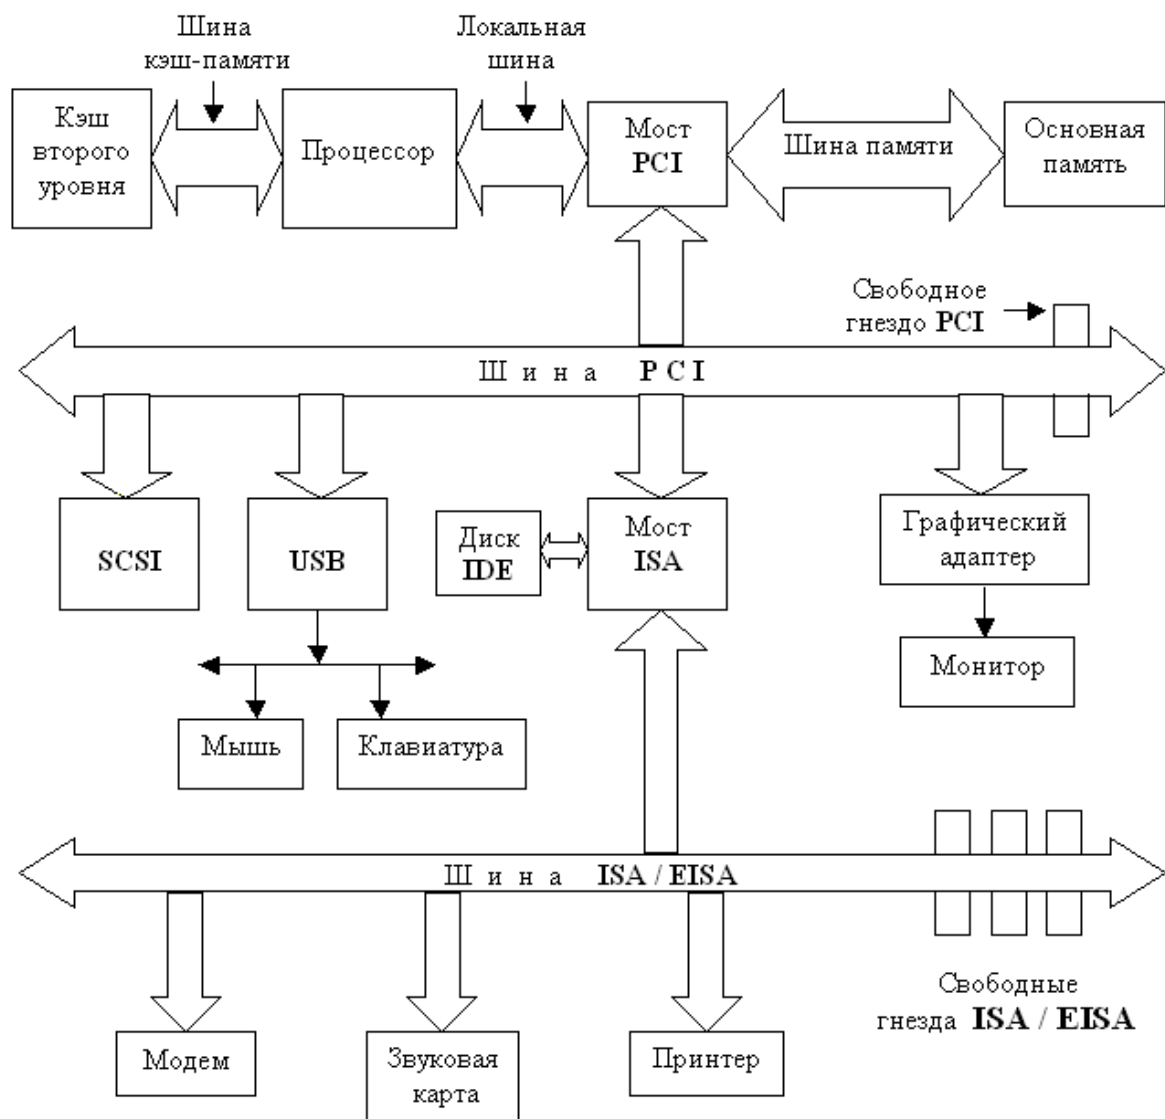 Шина
кэш-памяти
Локальная
шина
Кэш
второго
уровня
Процессор
Мост
PCI
Шина памяти
Основная
память
Свободное
гнездо PCI
Шина PCI
SCSI
USB
Диск
IDE
Мост
ISA
Графический
адаптер
Монитор
Мышь
Клавиатура
Шина ISA / EISA
Свободные
гнезда ISA / EISA
Модем
Звуковая
карта
Принтер